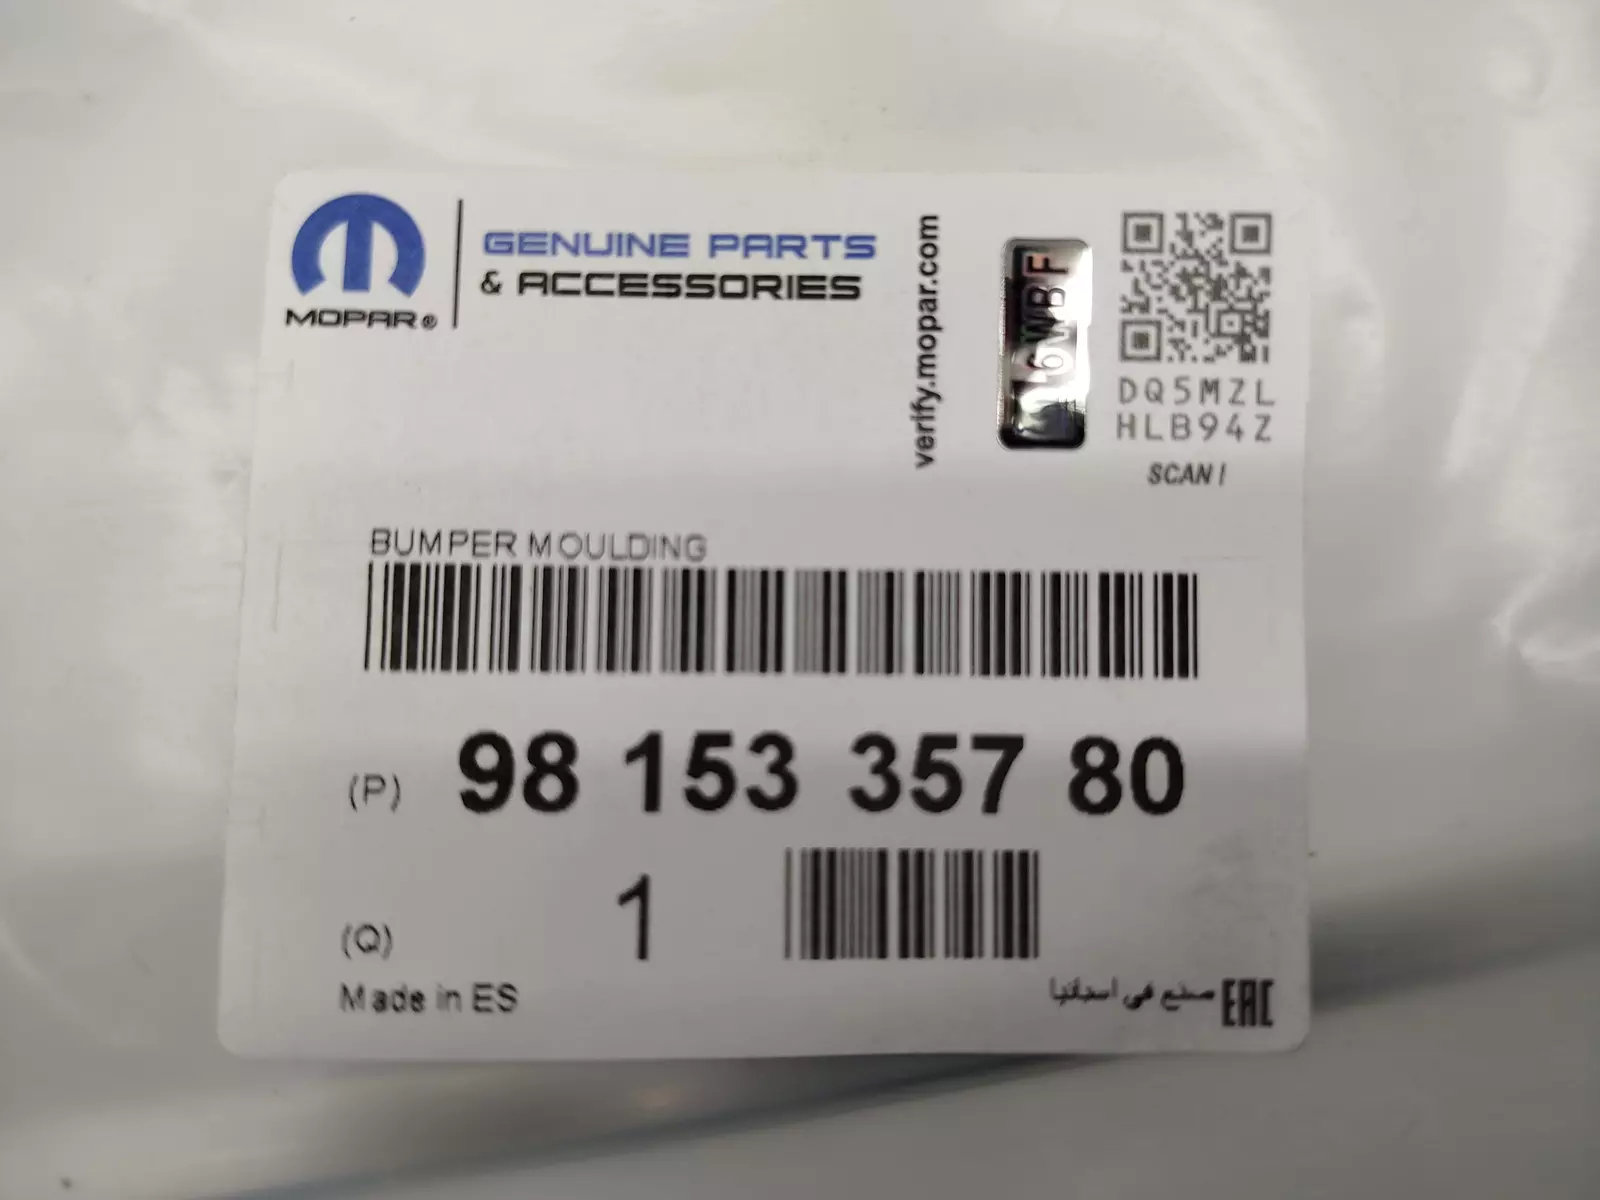 GENUINE PARTS
& ACCESSORIES
MOPAR®
verify.mopar.com
DQ5MZL
HLB94Z
SCAN!
BUMPER MOULDING
(P) 98 153 357 80
(Q) 1
Made in ES
صنع في اسبانيا
EAC